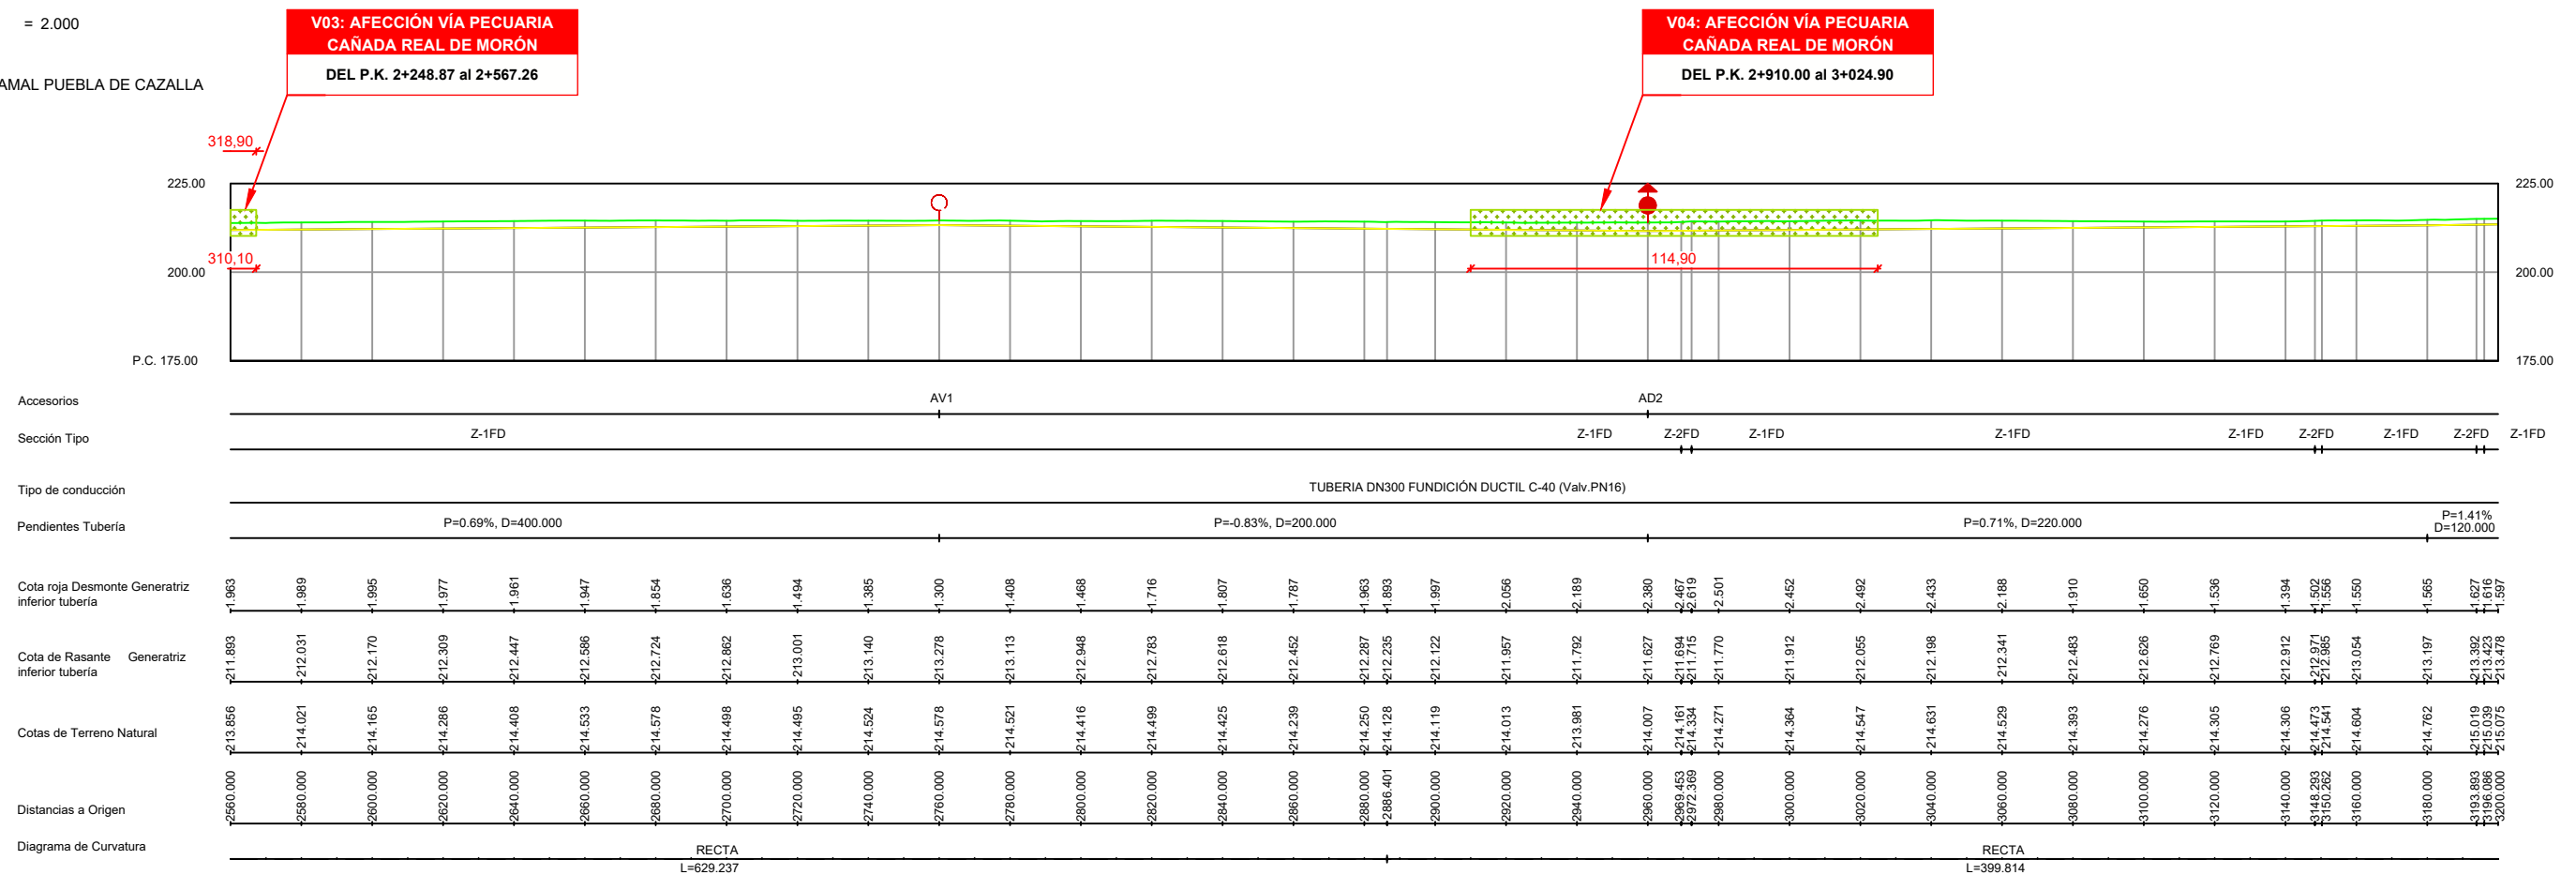 = 2.000
V03: AFECCIÓN VÍA PECUARIA
CAÑADA REAL DE MORÓN
DEL P.K. 2+248.87 al 2+567.26
V04: AFECCIÓN VÍA PECUARIA
CAÑADA REAL DE MORÓN
DEL P.K. 2+910.00 al 3+024.90
AMAL PUEBLA DE CAZALLA
318,90
225.00 225.00
310,10 114,90
200.00 200.00
P.C. 175.00 175.00
Accesorios AV1 AD2
Sección Tipo Z-1FD Z-1FD Z-2FD Z-1FD Z-1FD Z-1FD Z-2FD Z-1FD Z-2FD Z-1FD
Tipo de conducción TUBERIA DN300 FUNDICIÓN DUCTIL C-40 (Valv.PN16)
Pendientes Tubería P=0.69%, D=400.000 P=-0.83%, D=200.000 P=0.71%, D=220.000 P=1.41%
D=120.000
Cota roja Desmonte Generatriz
inferior tubería
1.963 1.989 1.995 1.977 1.961 1.947 1.854 1.636 1.494 1.385 1.300 1.408 1.468 1.716 1.807 1.787 1.963 1.893 1.997 2.056 2.189 2.380 2.467 2.619 2.501 2.452 2.492 2.433 2.188 1.910 1.650 1.536 1.394 1.502 1.556 1.550 1.565 1.627 1.616 1.597
Cota de Rasante Generatriz
inferior tubería
211.893 212.031 212.170 212.309 212.447 212.586 212.724 212.862 213.001 213.140 213.278 213.113 212.948 212.783 212.618 212.452 212.287 212.235 212.122 211.957 211.792 211.627 211.694 211.715 211.770 211.912 212.055 212.198 212.341 212.483 212.626 212.769 212.912 212.971 212.985 213.054 213.197 213.392 213.423 213.478
Cotas de Terreno Natural
213.856 214.021 214.165 214.286 214.408 214.533 214.578 214.498 214.495 214.524 214.578 214.521 214.416 214.499 214.425 214.239 214.250 214.128 214.119 214.013 213.981 214.007 214.161 214.334 214.271 214.364 214.547 214.631 214.529 214.393 214.276 214.305 214.306 214.473 214.541 214.604 214.762 215.019 215.039 215.075
Distancias a Origen
2560.000 2580.000 2600.000 2620.000 2640.000 2660.000 2680.000 2700.000 2720.000 2740.000 2760.000 2780.000 2800.000 2820.000 2840.000 2860.000 2880.000 2886.401 2900.000 2920.000 2940.000 2960.000 2969.453 2972.369 2980.000 3000.000 3020.000 3040.000 3060.000 3080.000 3100.000 3120.000 3140.000 3148.293 3150.262 3160.000 3180.000 3193.893 3196.086 3200.000
Diagrama de Curvatura RECTA RECTA
L=629.237 L=399.814